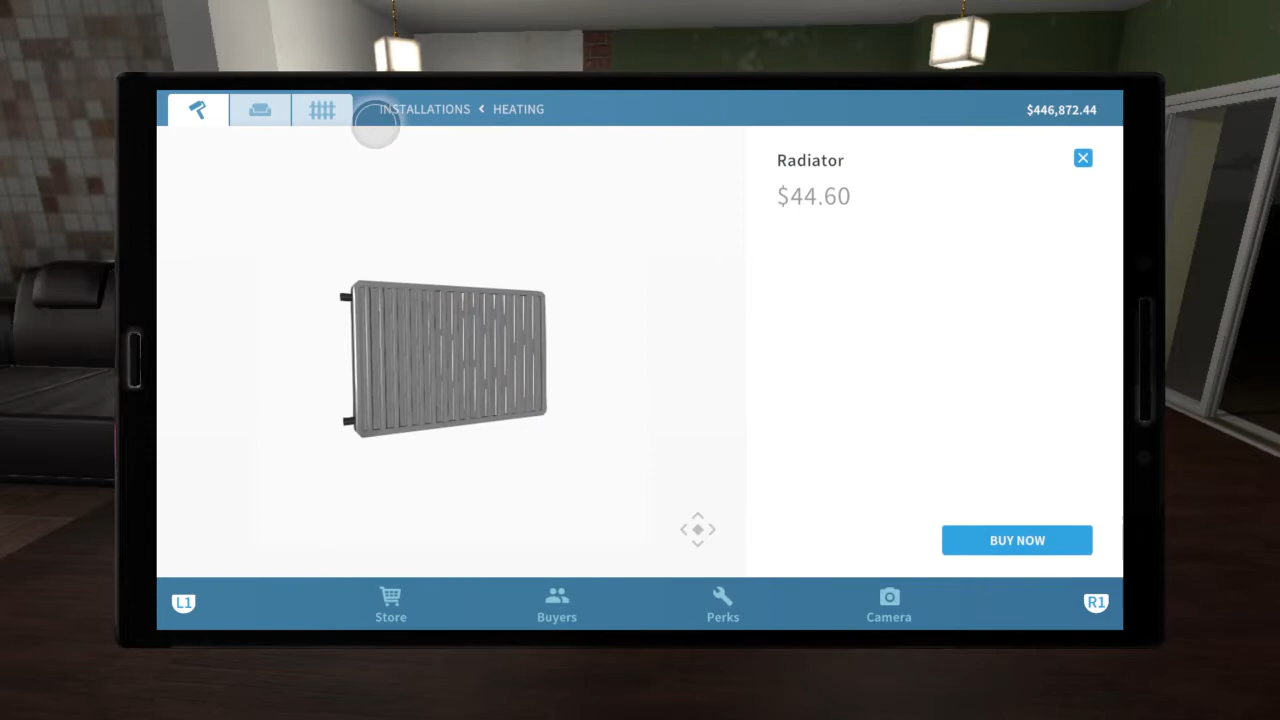 INSTALLATIONS < HEATING
$446,872.44
Radiator
$44.60
BUY NOW
L1
Store
Buyers
Perks
Camera
R1